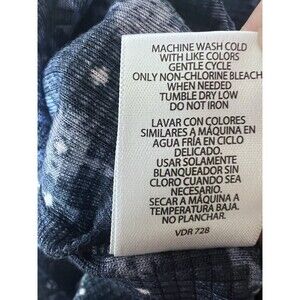 MACHINE WASH COLD
WITH LIKE COLORS
GENTLE CYCLE
ONLY NON-CHLORINE BLEACH
WHEN NEEDED
TUMBLE DRY LOW
DO NOT IRON
LAVAR CON COLORES
SIMILARES A MÁQUINA EN
AGUA FRÍA EN CICLO
DELICADO.
USAR SOLAMENTE
BLANQUEADOR SIN
CLORO CUANDO SEA
NECESARIO.
SECAR A MÁQUINA A
TEMPERATURA BAJA.
NO PLANCHAR.
VDR 728